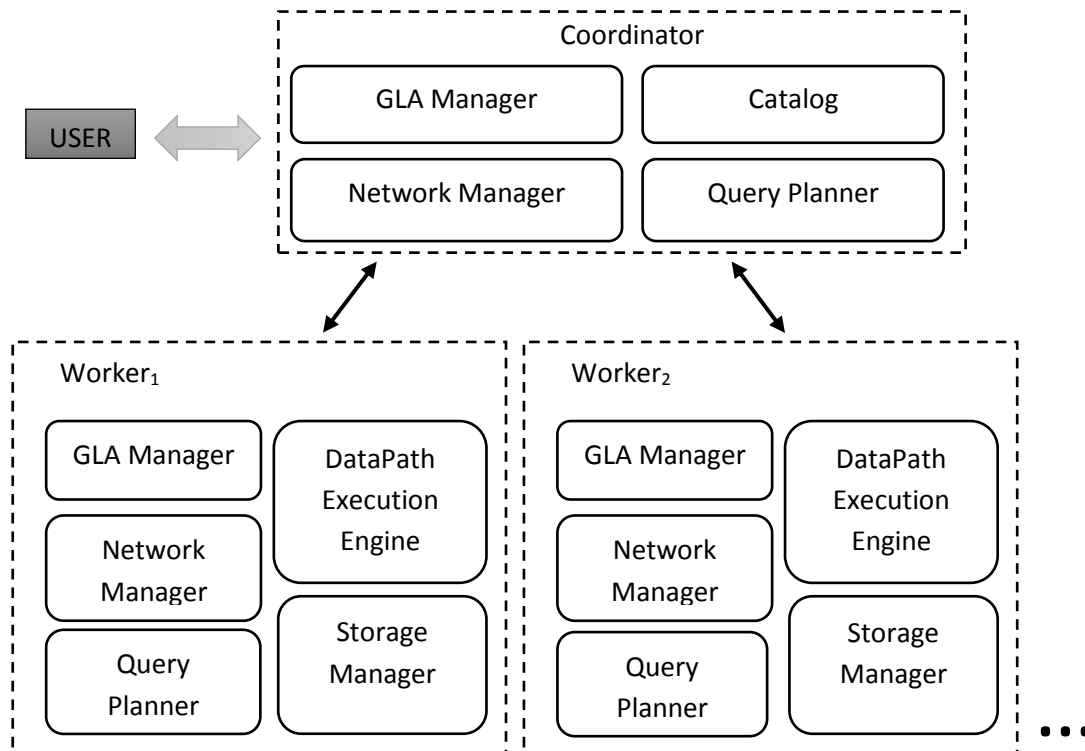 Coordinator
GLA Manager
Catalog
USER
Network Manager
Query Planner
Worker₁
GLA Manager
DataPath
Execution
Engine
Network
Manager
Query
Planner
Storage
Manager
Worker₂
GLA Manager
DataPath
Execution
Engine
Network
Manager
Query
Planner
Storage
Manager
...